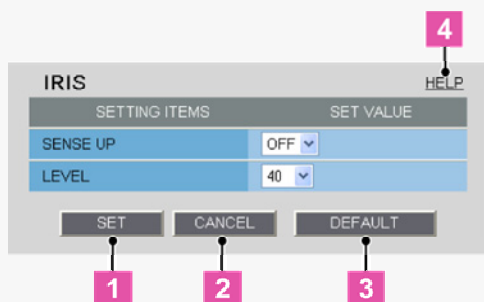 4
IRIS HELP
SETTING ITEMS SET VALUE
SENSE UP OFF
LEVEL 40
SET CANCEL DEFAULT
1 2 3